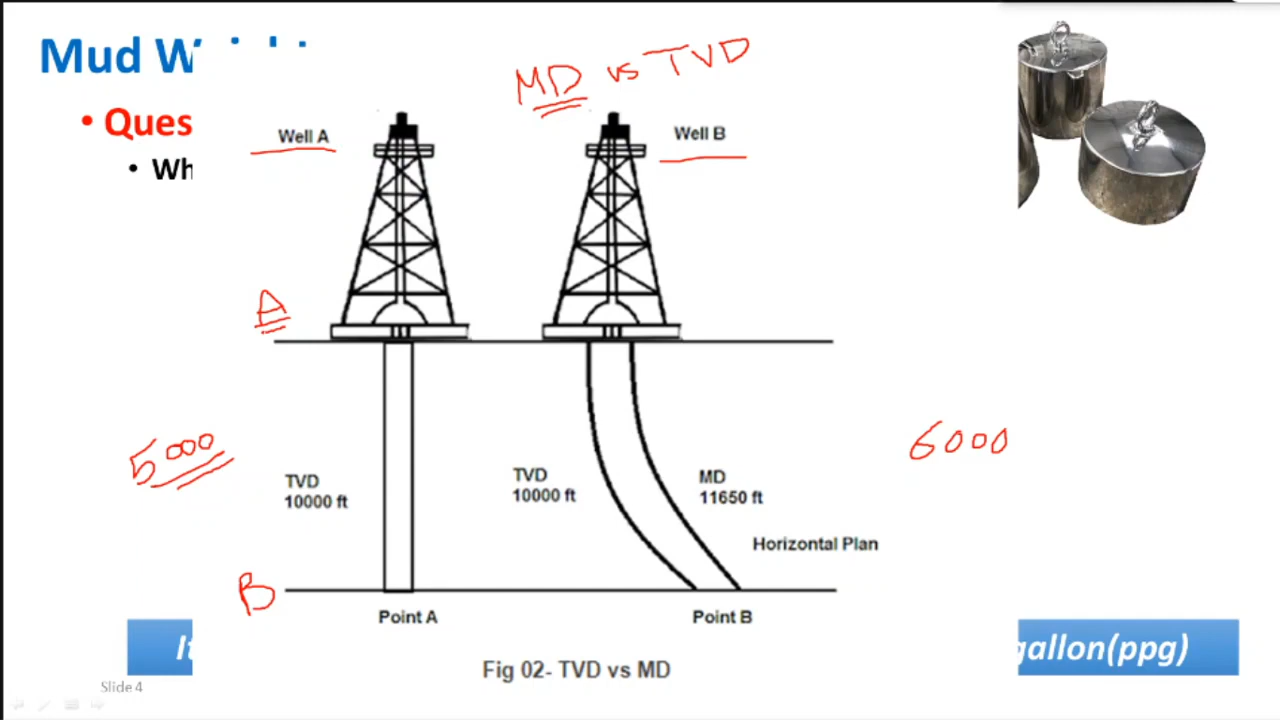 Mud W
MD vs TVD
• Ques
Well A
Well B
• Wh
A
5000
6000
TVD
10000 ft
TVD
10000 ft
MD
11650 ft
Horizontal Plan
B
Point A
Point B
It
gallon(ppg)
Fig 02- TVD vs MD
Slide 4